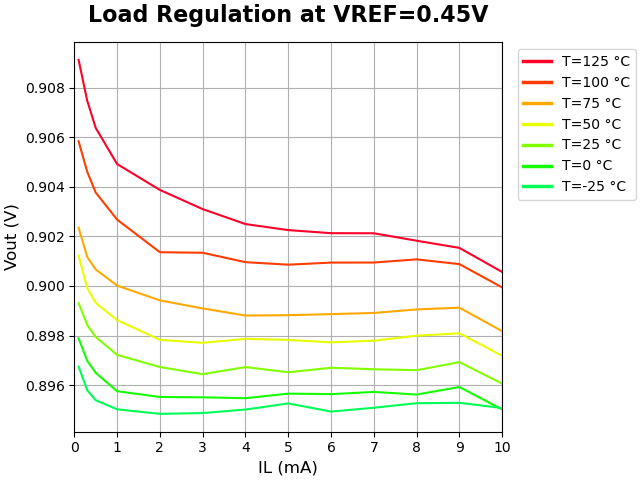 Load Regulation at VREF=0.45V
Vout (V)
0.908
0.906
0.904
0.902
0.900
0.898
0.896
0 1 2 3 4 5 6 7 8 9 10
IL (mA)
T=125 °C
T=100 °C
T=75 °C
T=50 °C
T=25 °C
T=0 °C
T=-25 °C